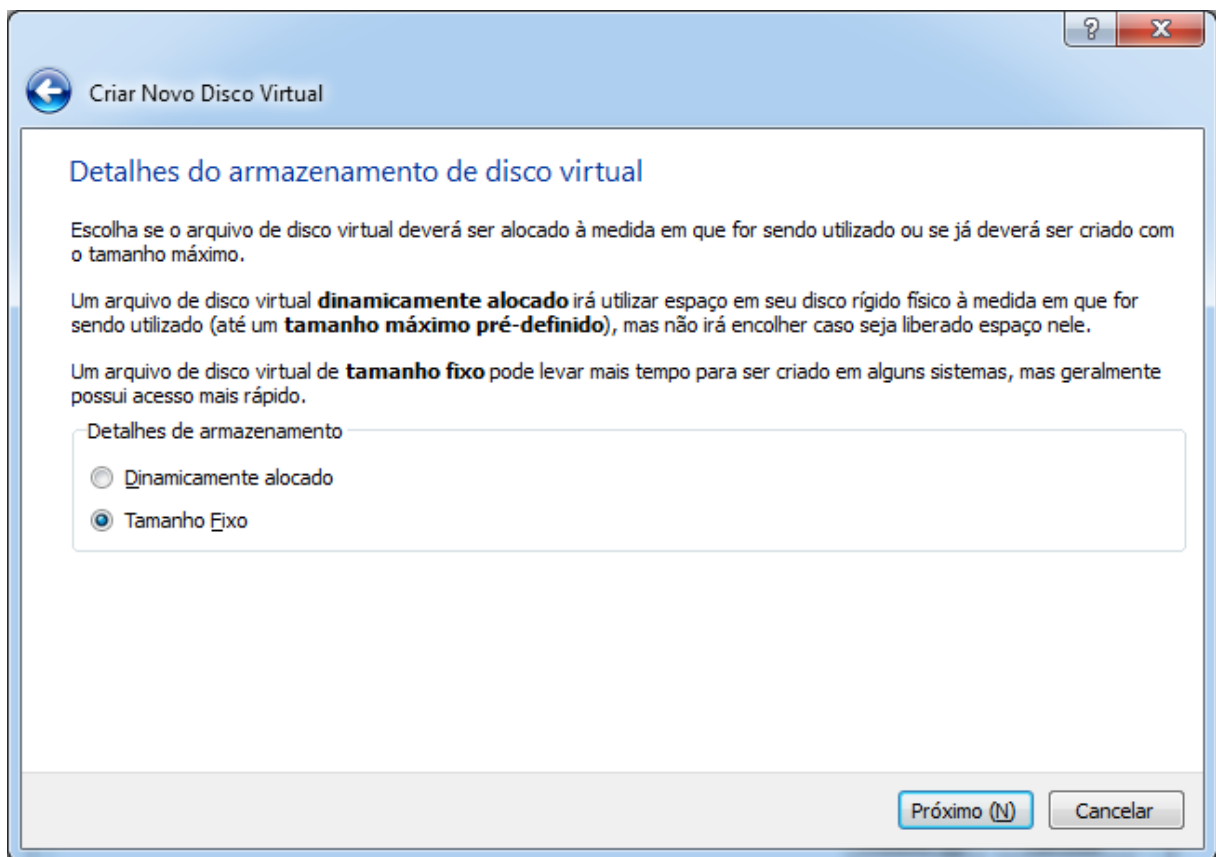 Criar Novo Disco Virtual
Detalhes do armazenamento de disco virtual
Escolha se o arquivo de disco virtual deverá ser alocado à medida em que for sendo utilizado ou se já deverá ser criado com
o tamanho máximo.
Um arquivo de disco virtual dinamicamente alocado irá utilizar espaço em seu disco rígido físico à medida em que for
sendo utilizado (até um tamanho máximo pré-definido), mas não irá encolher caso seja liberado espaço nele.
Um arquivo de disco virtual de tamanho fixo pode levar mais tempo para ser criado em alguns sistemas, mas geralmente
possui acesso mais rápido.
Detalhes de armazenamento
Dinamicamente alocado
Tamanho Fixo
Próximo (N) Cancelar